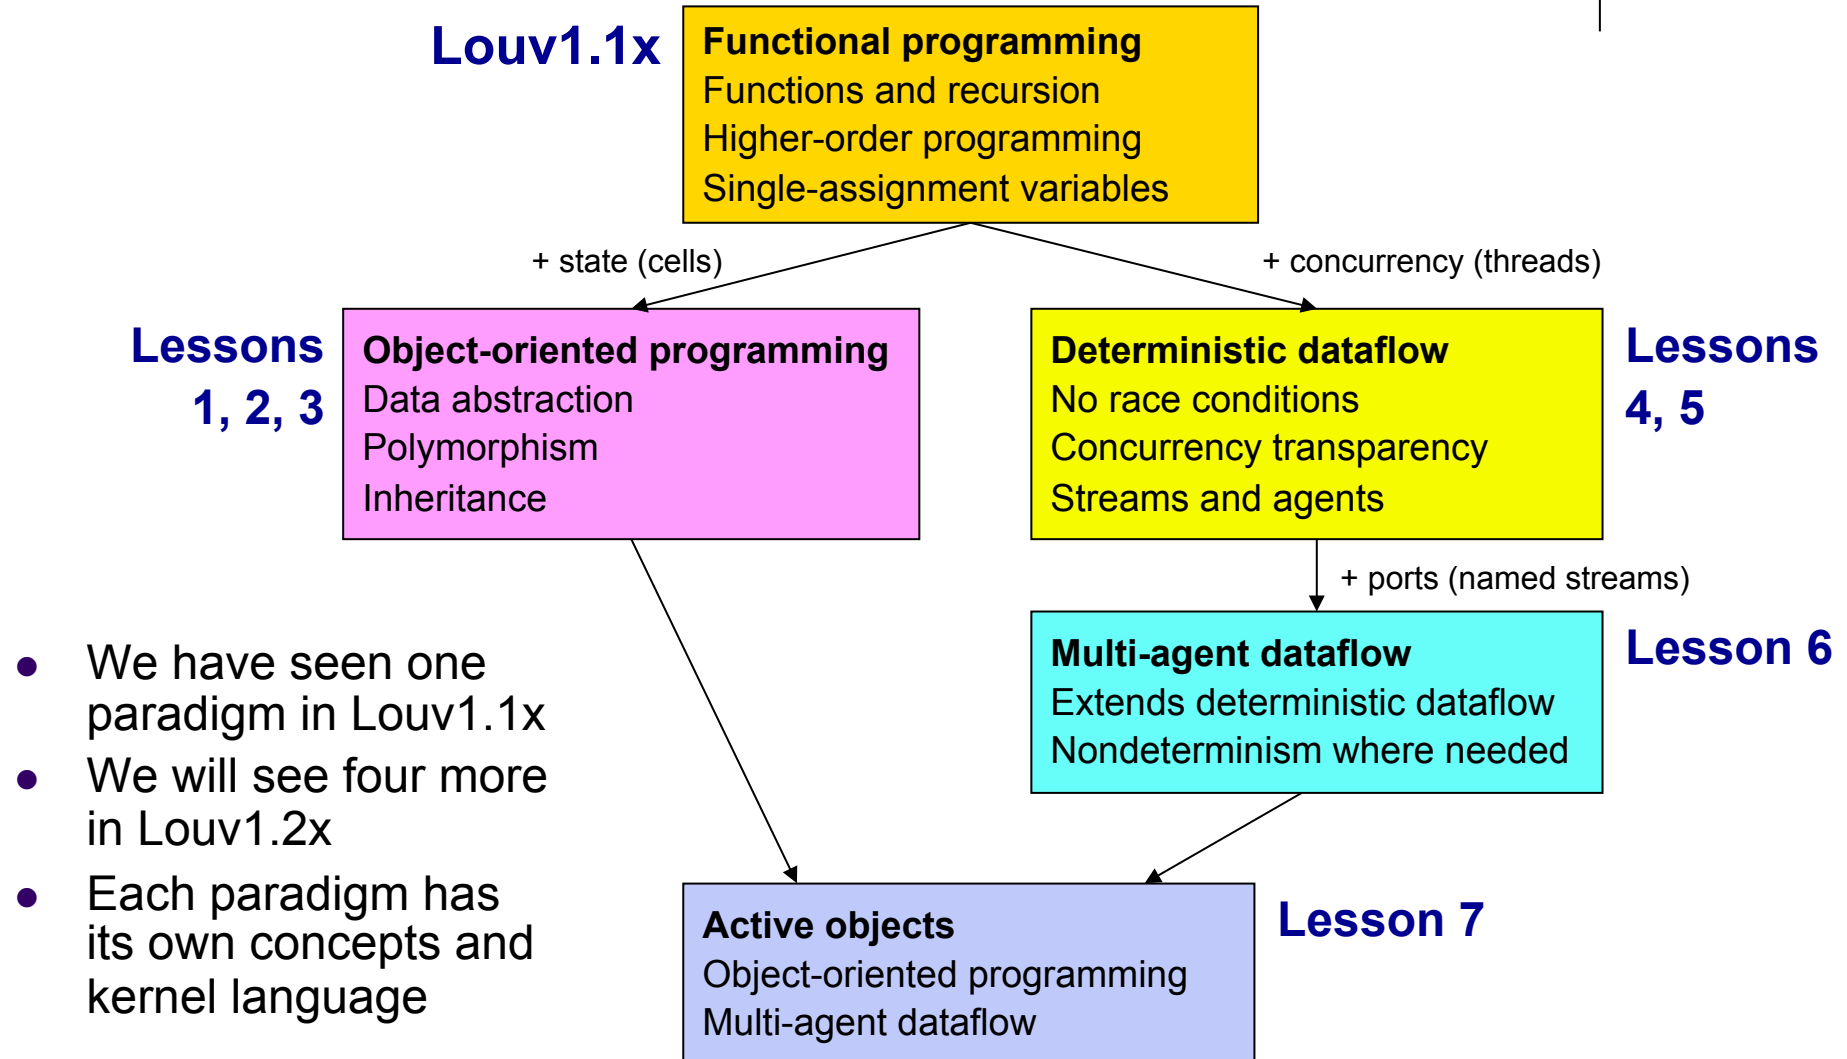 Louv1.1x
Functional programming
Functions and recursion
Higher-order programming
Single-assignment variables
+ state (cells)
+ concurrency (threads)
Lessons
1, 2, 3
Object-oriented programming
Data abstraction
Polymorphism
Inheritance
Deterministic dataflow
No race conditions
Concurrency transparency
Streams and agents
Lessons
4, 5
+ ports (named streams)
Multi-agent dataflow
Extends deterministic dataflow
Nondeterminism where needed
Lesson 6
● We have seen one
paradigm in Louv1.1x
● We will see four more
in Louv1.2x
● Each paradigm has
its own concepts and
kernel language
Active objects
Object-oriented programming
Multi-agent dataflow
Lesson 7